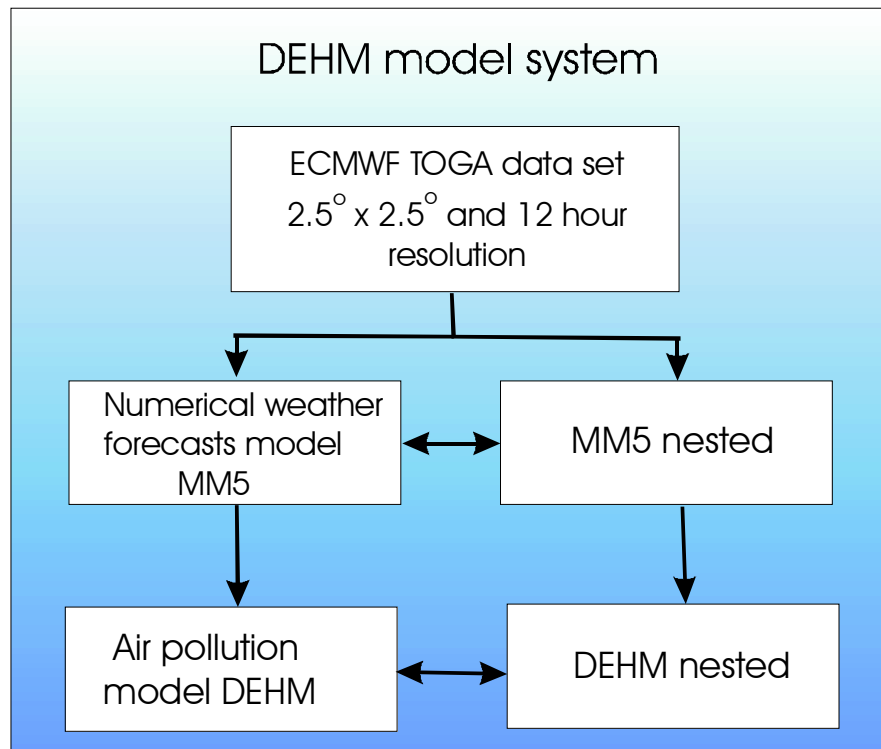 DEHM model system
ECMWF TOGA data set
2.5° x 2.5° and 12 hour
resolution
Numerical weather
forecasts model
MM5
MM5 nested
Air pollution
model DEHM
DEHM nested